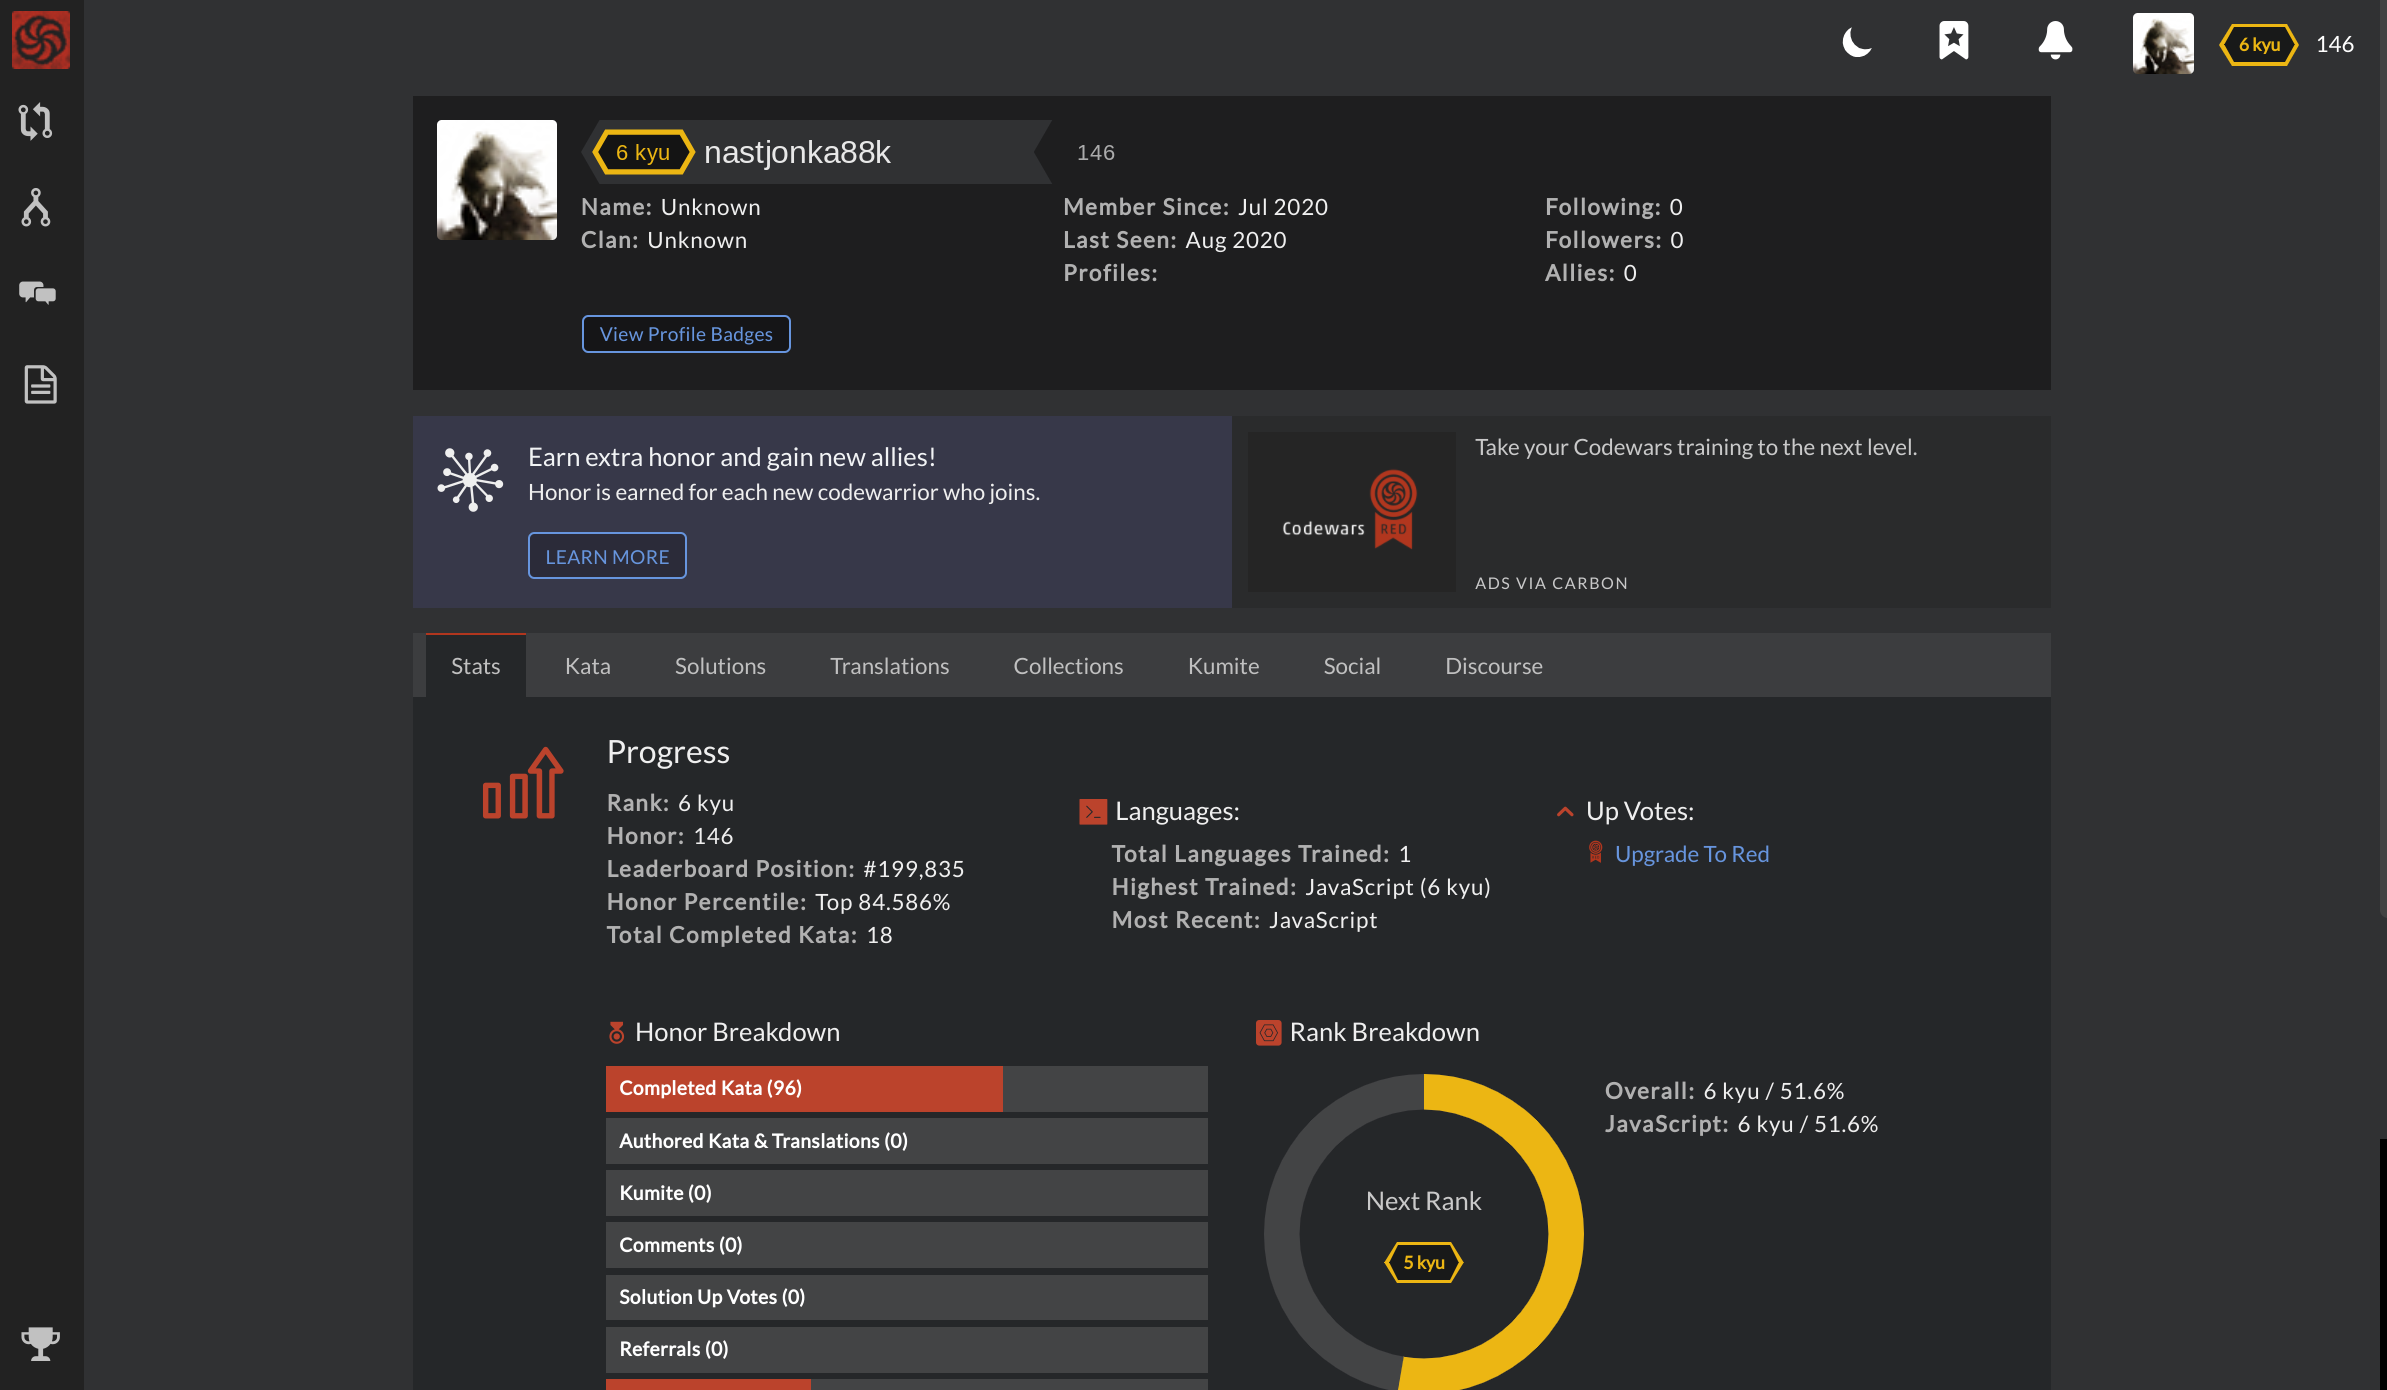 6 kyu 146
6 kyu nastjonka88k 146
Name: Unknown
Clan: Unknown
Member Since: Jul 2020
Last Seen: Aug 2020
Profiles:
Following: 0
Followers: 0
Allies: 0
View Profile Badges
Earn extra honor and gain new allies!
Honor is earned for each new codewarrior who joins.
LEARN MORE
Codewars RED
Take your Codewars training to the next level.
ADS VIA CARBON
Stats Kata Solutions Translations Collections Kumite Social Discourse
Progress
Rank: 6 kyu
Honor: 146
Leaderboard Position: #199,835
Honor Percentile: Top 84.586%
Total Completed Kata: 18
>_ Languages:
Total Languages Trained: 1
Highest Trained: JavaScript (6 kyu)
Most Recent: JavaScript
Up Votes:
Upgrade To Red
Honor Breakdown
Completed Kata (96)
Authored Kata & Translations (0)
Kumite (0)
Comments (0)
Solution Up Votes (0)
Referrals (0)
Rank Breakdown
Next Rank
5 kyu
Overall: 6 kyu / 51.6%
JavaScript: 6 kyu / 51.6%